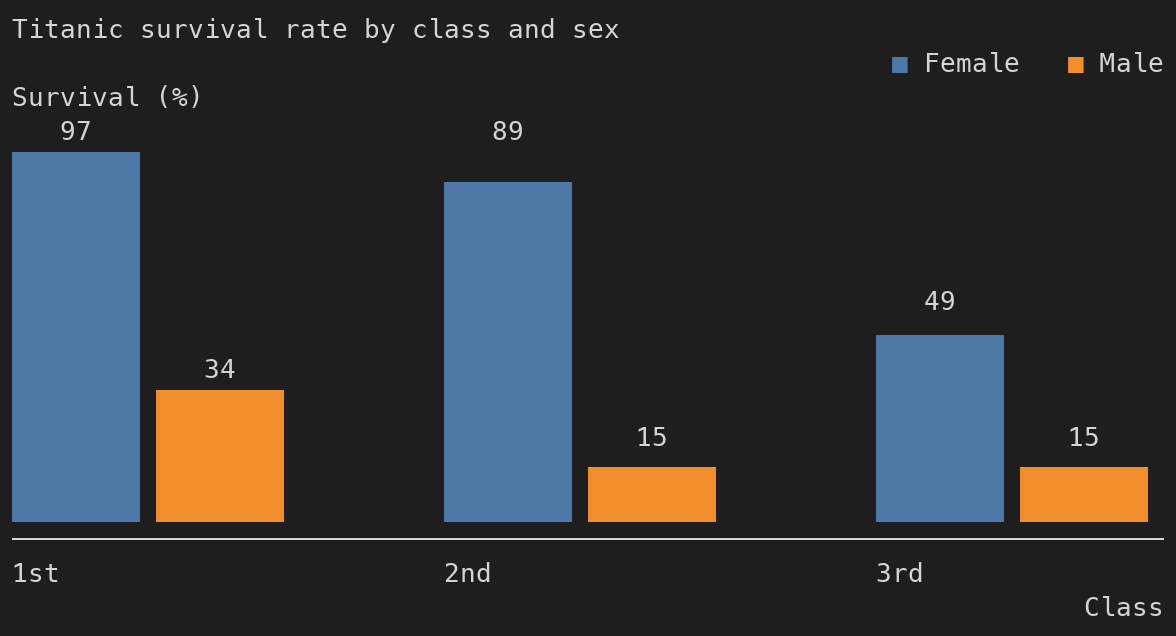 Titanic survival rate by class and sex
■ Female ■ Male
Survival (%)
97 89
49
34
15 15
1st 2nd 3rd
Class